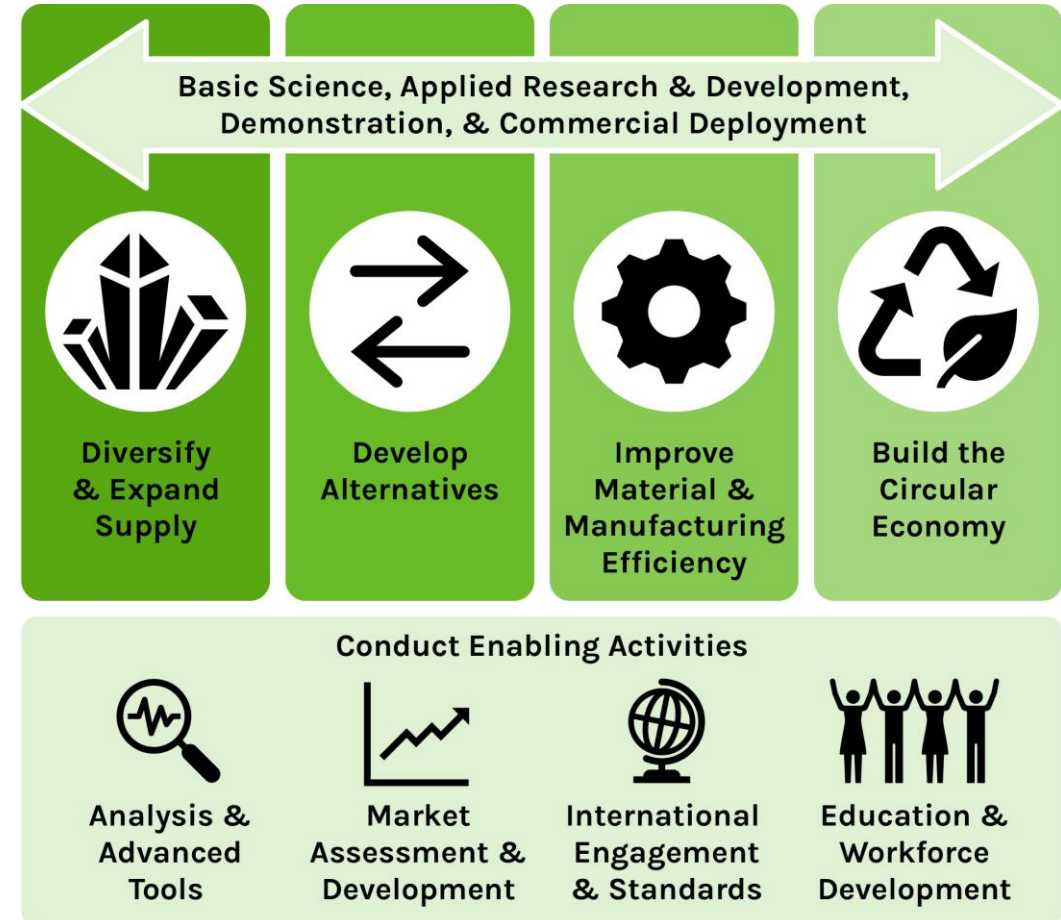 Basic Science, Applied Research & Development,
Demonstration, & Commercial Deployment
Diversify
& Expand
Supply
Develop
Alternatives
Improve
Material &
Manufacturing
Efficiency
Build the
Circular
Economy
Conduct Enabling Activities
Analysis &
Advanced
Tools
Market
Assessment &
Development
International
Engagement
& Standards
Education &
Workforce
Development